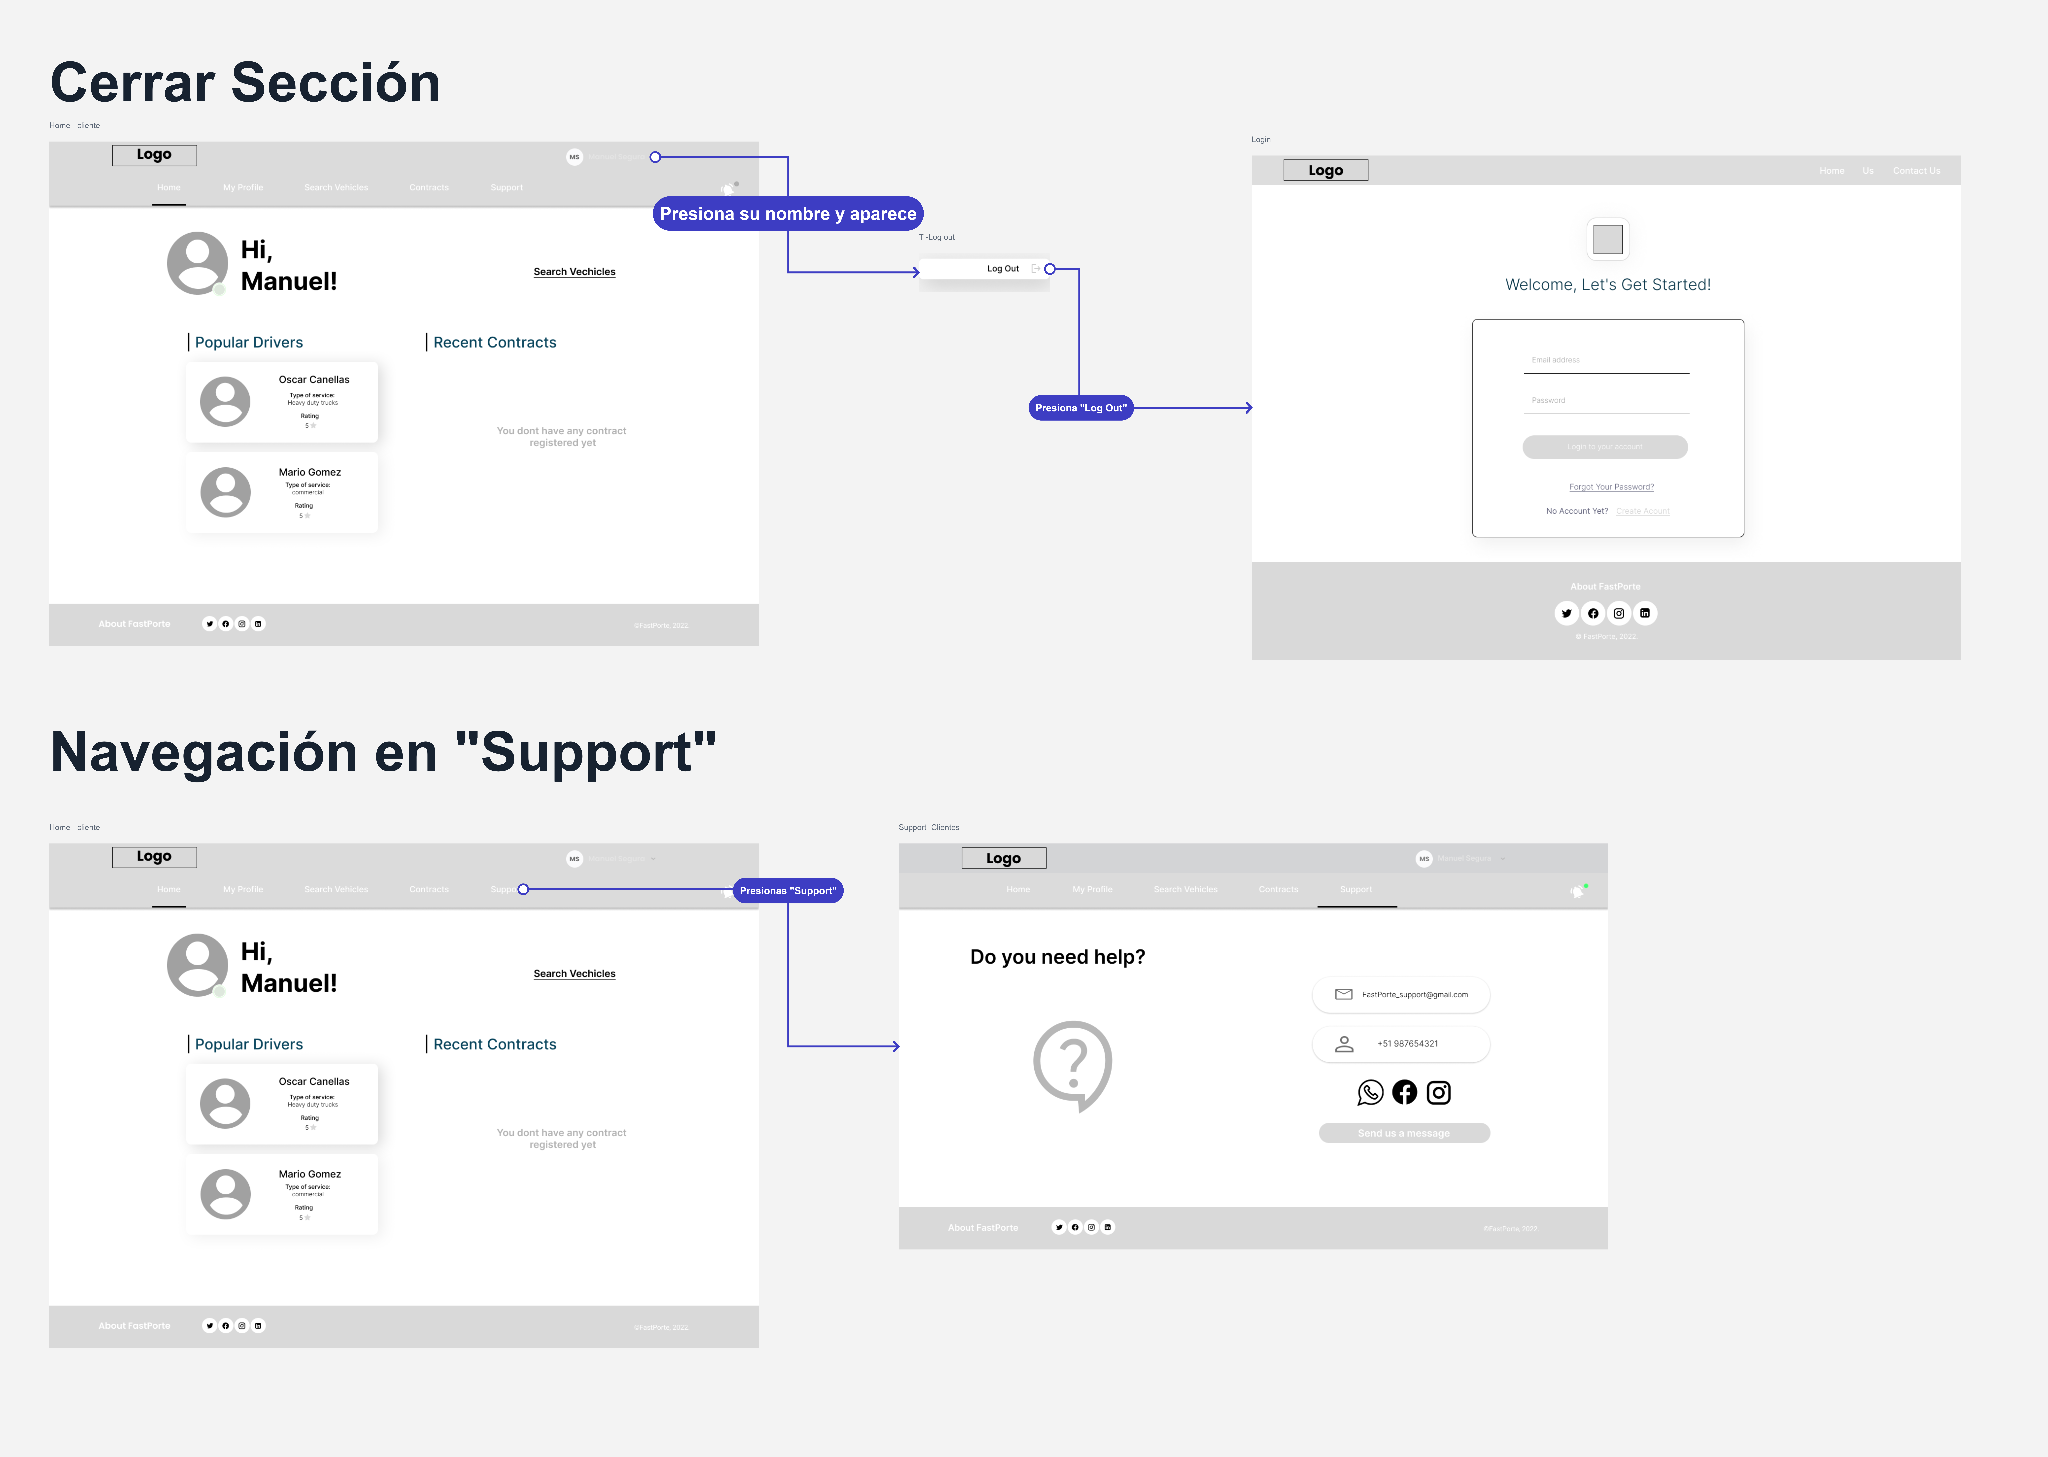 Cerrar Sección
Home - cliente
Logo
MS
Home
My Profile
Search Vehicles
Contracts
Support
Presiona su nombre y aparece
Hi,
Manuel!
Search Vechicles
Popular Drivers
Recent Contracts
Oscar Canellas
Type of service:
Heavy duty trucks
Rating
5
You dont have any contract
registered yet
Mario Gomez
Type of service:
commercial
Rating
5
About FastPorte
©FastPorte, 2022
T -Log out
Log Out
Presiona "Log Out"
Login
Logo
Home
Us
Contact Us
Welcome, Let's Get Started!
Email address
Password
Login to your account
Forgot Your Password?
No Account Yet?
Create Acount
About FastPorte
© FastPorte, 2022
Navegación en "Support"
Home - cliente
Logo
MS
Manuel Segura
Home
My Profile
Search Vehicles
Contracts
Presionas "Support"
Hi,
Manuel!
Search Vechicles
Popular Drivers
Recent Contracts
Oscar Canellas
Type of service:
Heavy duty trucks
Rating
5
You dont have any contract
registered yet
Mario Gomez
Type of service:
commercial
Rating
5
About FastPorte
©FastPorte, 2022
Support- Clientes
Logo
MS
Manuel Segura
Home
My Profile
Search Vehicles
Contracts
Support
Do you need help?
FastPorte_support@gmail.com
+51 987654321
Send us a message
About FastPorte
©FastPorte, 2022